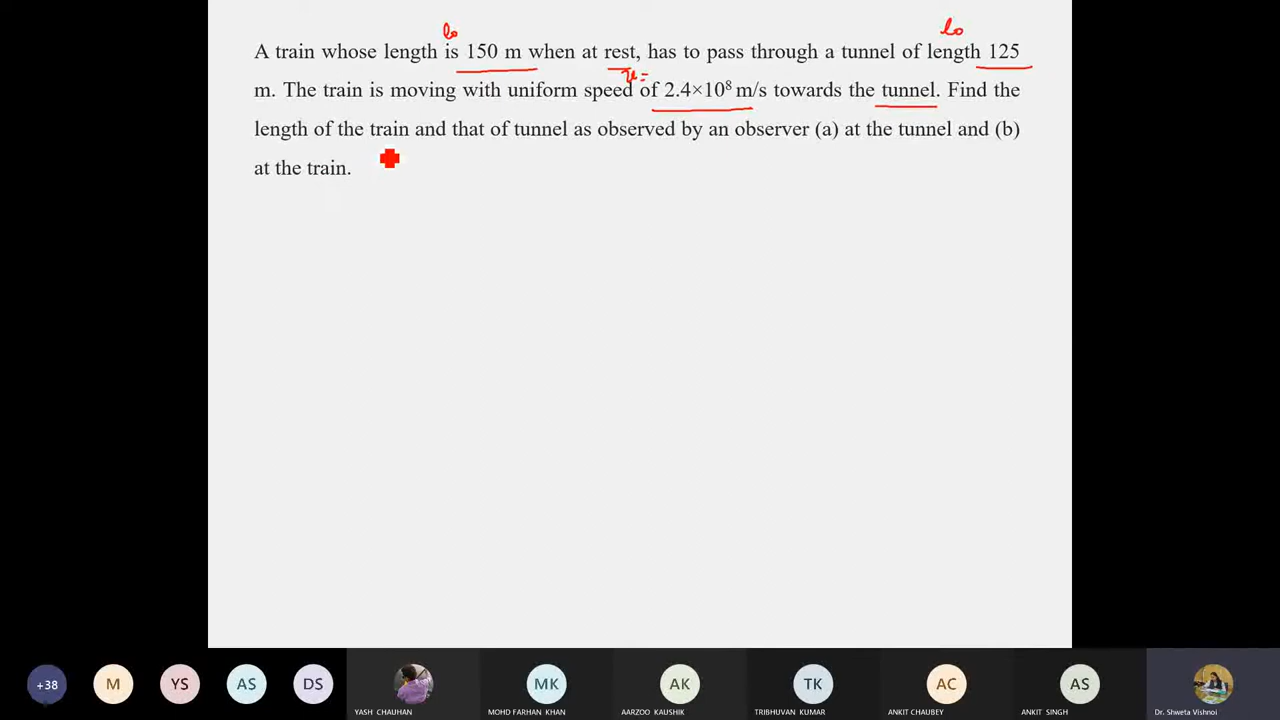 lo lo
A train whose length is 150 m when at rest, has to pass through a tunnel of length 125
v=
m. The train is moving with uniform speed of 2.4×10⁸ m/s towards the tunnel. Find the
length of the train and that of tunnel as observed by an observer (a) at the tunnel and (b)
at the train.
+38 M YS AS DS MK AK TK AC AS
YASH CHAUHAN MOHD FARHAN KHAN AARZOO KAUSHIK TRIBHUVAN KUMAR ANKIT CHAUBEY ANKIT SINGH Dr. Shweta Vishnoi